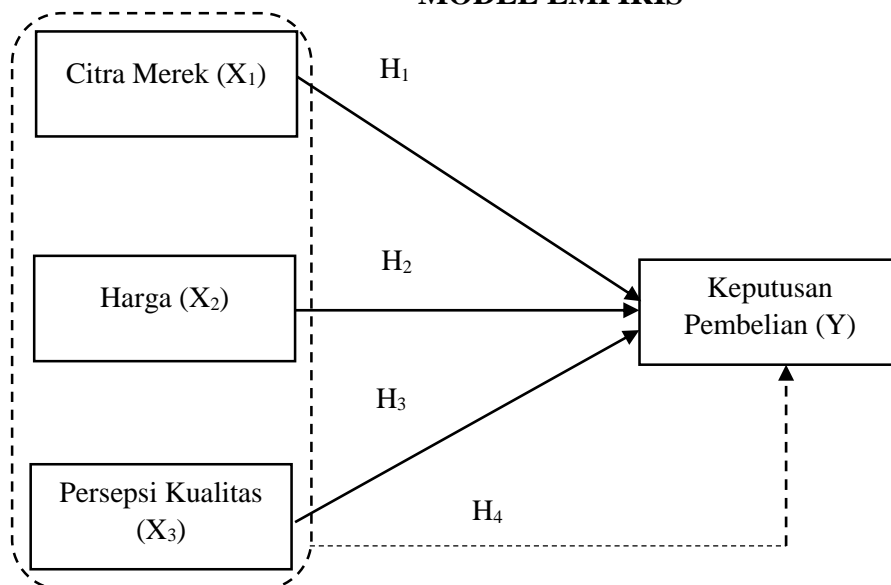 MODEL EMPIRIS
Citra Merek (X₁)
H₁
Harga (X₂)
H₂
Keputusan
Pembelian (Y)
H₃
Persepsi Kualitas
(X₃)
H₄